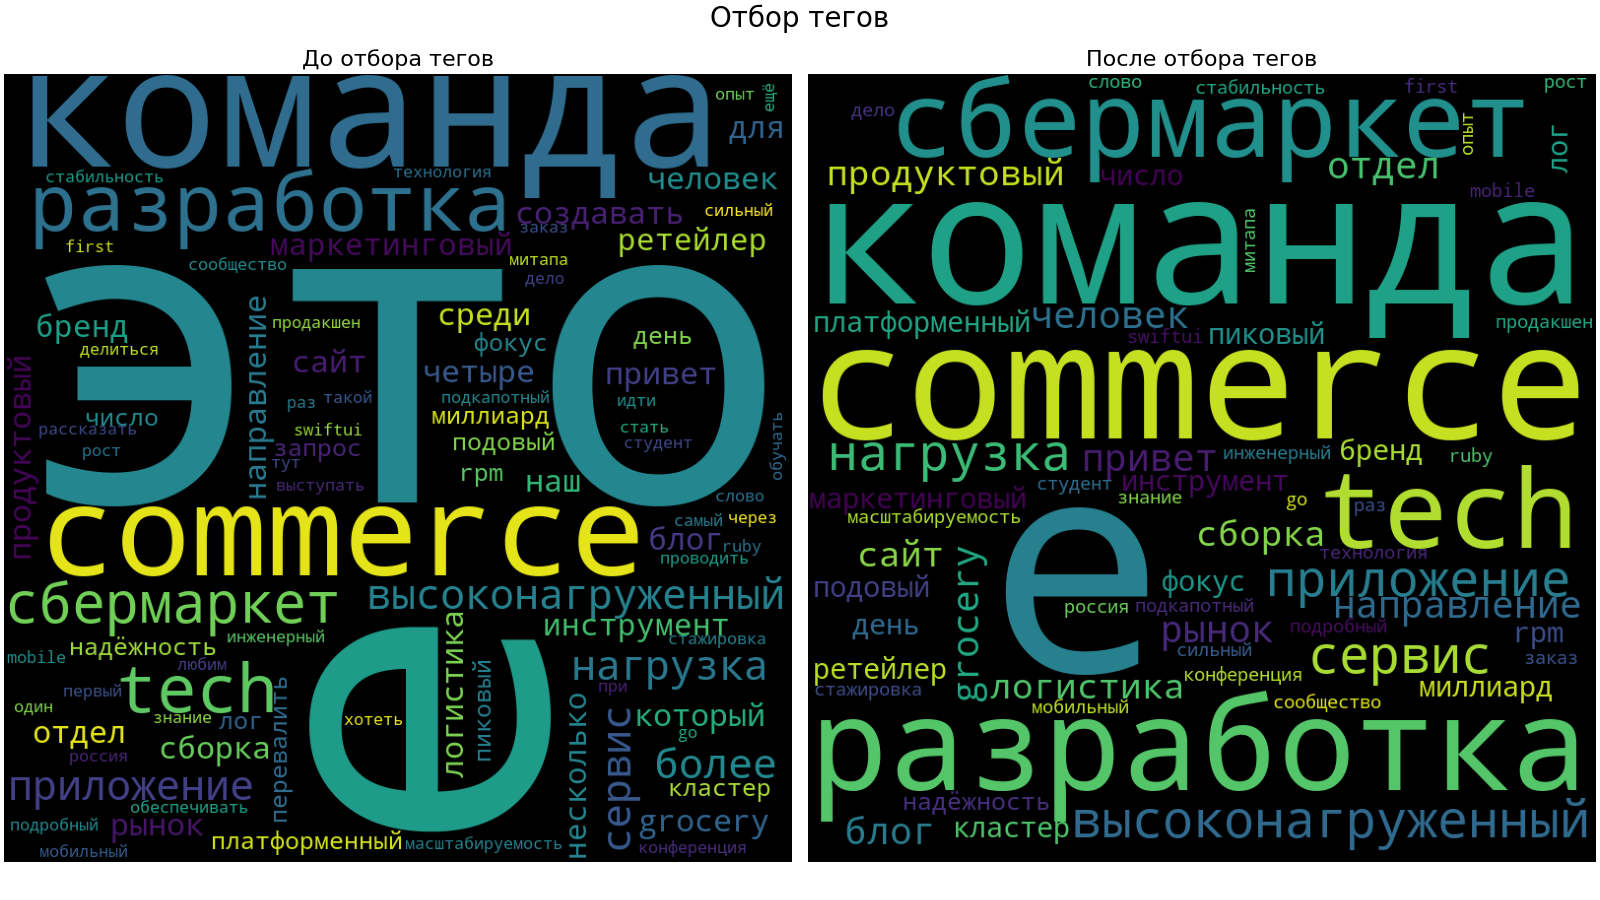 Отбор тегов
До отбора тегов
команда
опыт
ещё
для
стабильность
технология
человек
разработка
создавать
сильный
first
маркетинговый
заказ
ретейлер
сообщество
митапа
дело
это
бренд
делиться
направление
продакшен
среди
фокус
день
сайт
четыре
привет
продуктовый
число
раз
такой
подкапотный
идти
рассказать
миллиард
swiftui
стать
рост
запрос
подовый
студент
обучать
тут
rpm
наш
выступать
слово
commerce
самый
через
блог
ruby
проводить
сбермаркет
высоконагруженный
надёжность
инженерный
логистика
инструмент
стажировка
mobile
любим
tech
е
пиковый
нагрузка
первый
при
один
знание
лог
хотеть
который
отдел
сборка
перевалить
несколько
сервис
go
россия
более
приложение
кластер
обеспечивать
подробный
рынок
grocery
платформенный
масштабируемость
мобильный
конференция
После отбора тегов
слово
стабильность
first
рост
дело
сбермаркет
опыт
лог
продуктовый
число
отдел
mobile
команда
митапа
платформенный
человек
swiftui
пиковый
продакшен
commerce
нагрузка
привет
инженерный
бренд
ruby
студент
инструмент
маркетинговый
знание
go
раз
tech
масштабируемость
е
сборка
сайт
grocery
технология
подовый
фокус
приложение
россия
подкапотный
направление
день
рынок
подробный
rpm
сильный
ретейлер
сервис
заказ
стажировка
логистика
конференция
миллиард
мобильный
сообщество
разработка
надёжность
блог
кластер
высоконагруженный